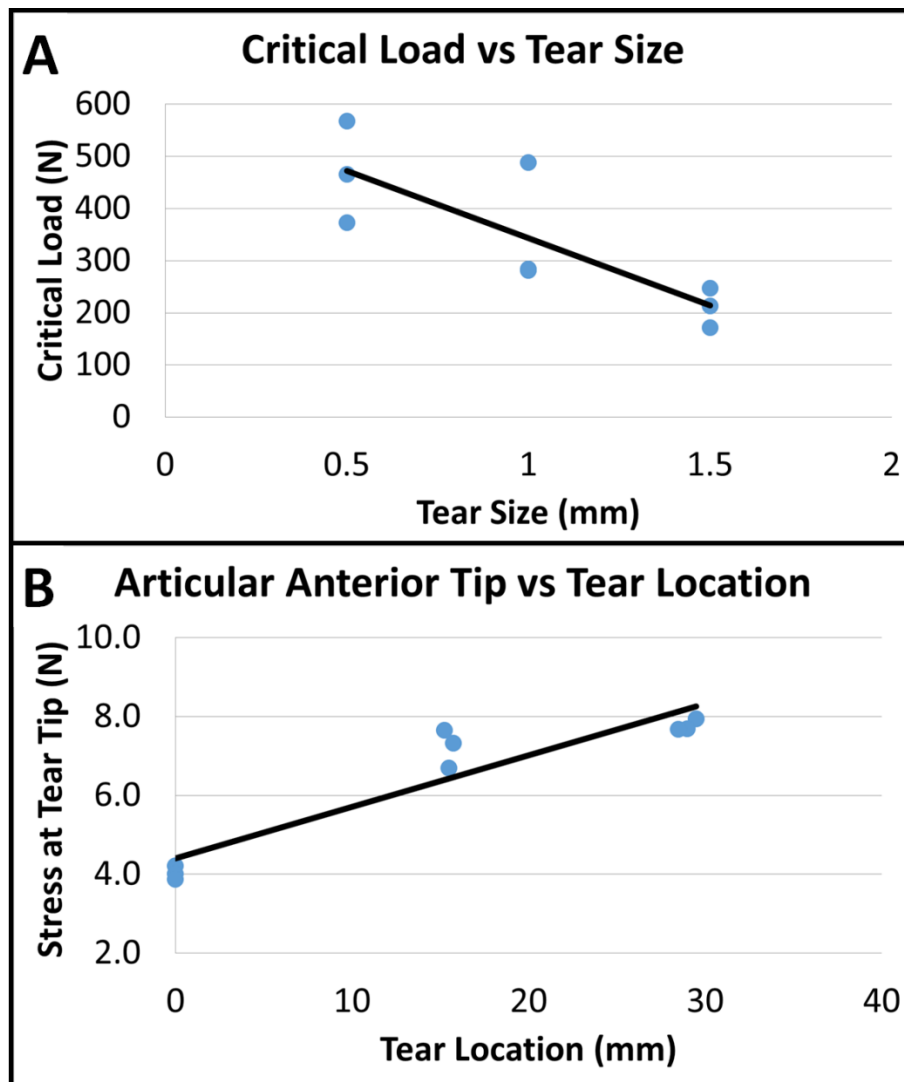 A
Critical Load vs Tear Size
Critical Load (N)
600
500
400
300
200
100
0
0 0.5 1 1.5 2
Tear Size (mm)
B
Articular Anterior Tip vs Tear Location
Stress at Tear Tip (N)
10.0
8.0
6.0
4.0
2.0
0 10 20 30 40
Tear Location (mm)